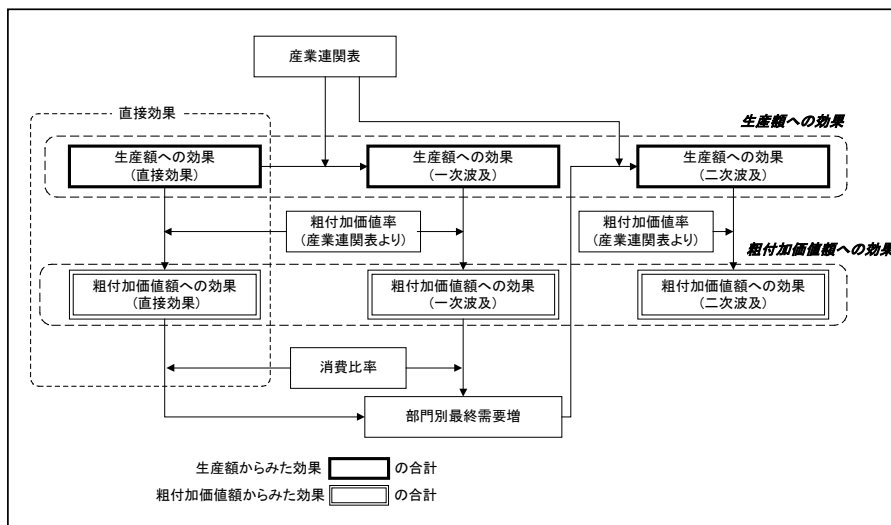 産業連関表
直接効果
生産額への効果
生産額への効果
(直接効果)
生産額への効果
(一次波及)
生産額への効果
(二次波及)
粗付加価値率
(産業連関表より)
粗付加価値率
(産業連関表より)
粗付加価値額への効果
粗付加価値額への効果
(直接効果)
粗付加価値額への効果
(一次波及)
粗付加価値額への効果
(二次波及)
消費比率
部門別最終需要増
生産額からみた効果 の合計
粗付加価値額からみた効果 の合計